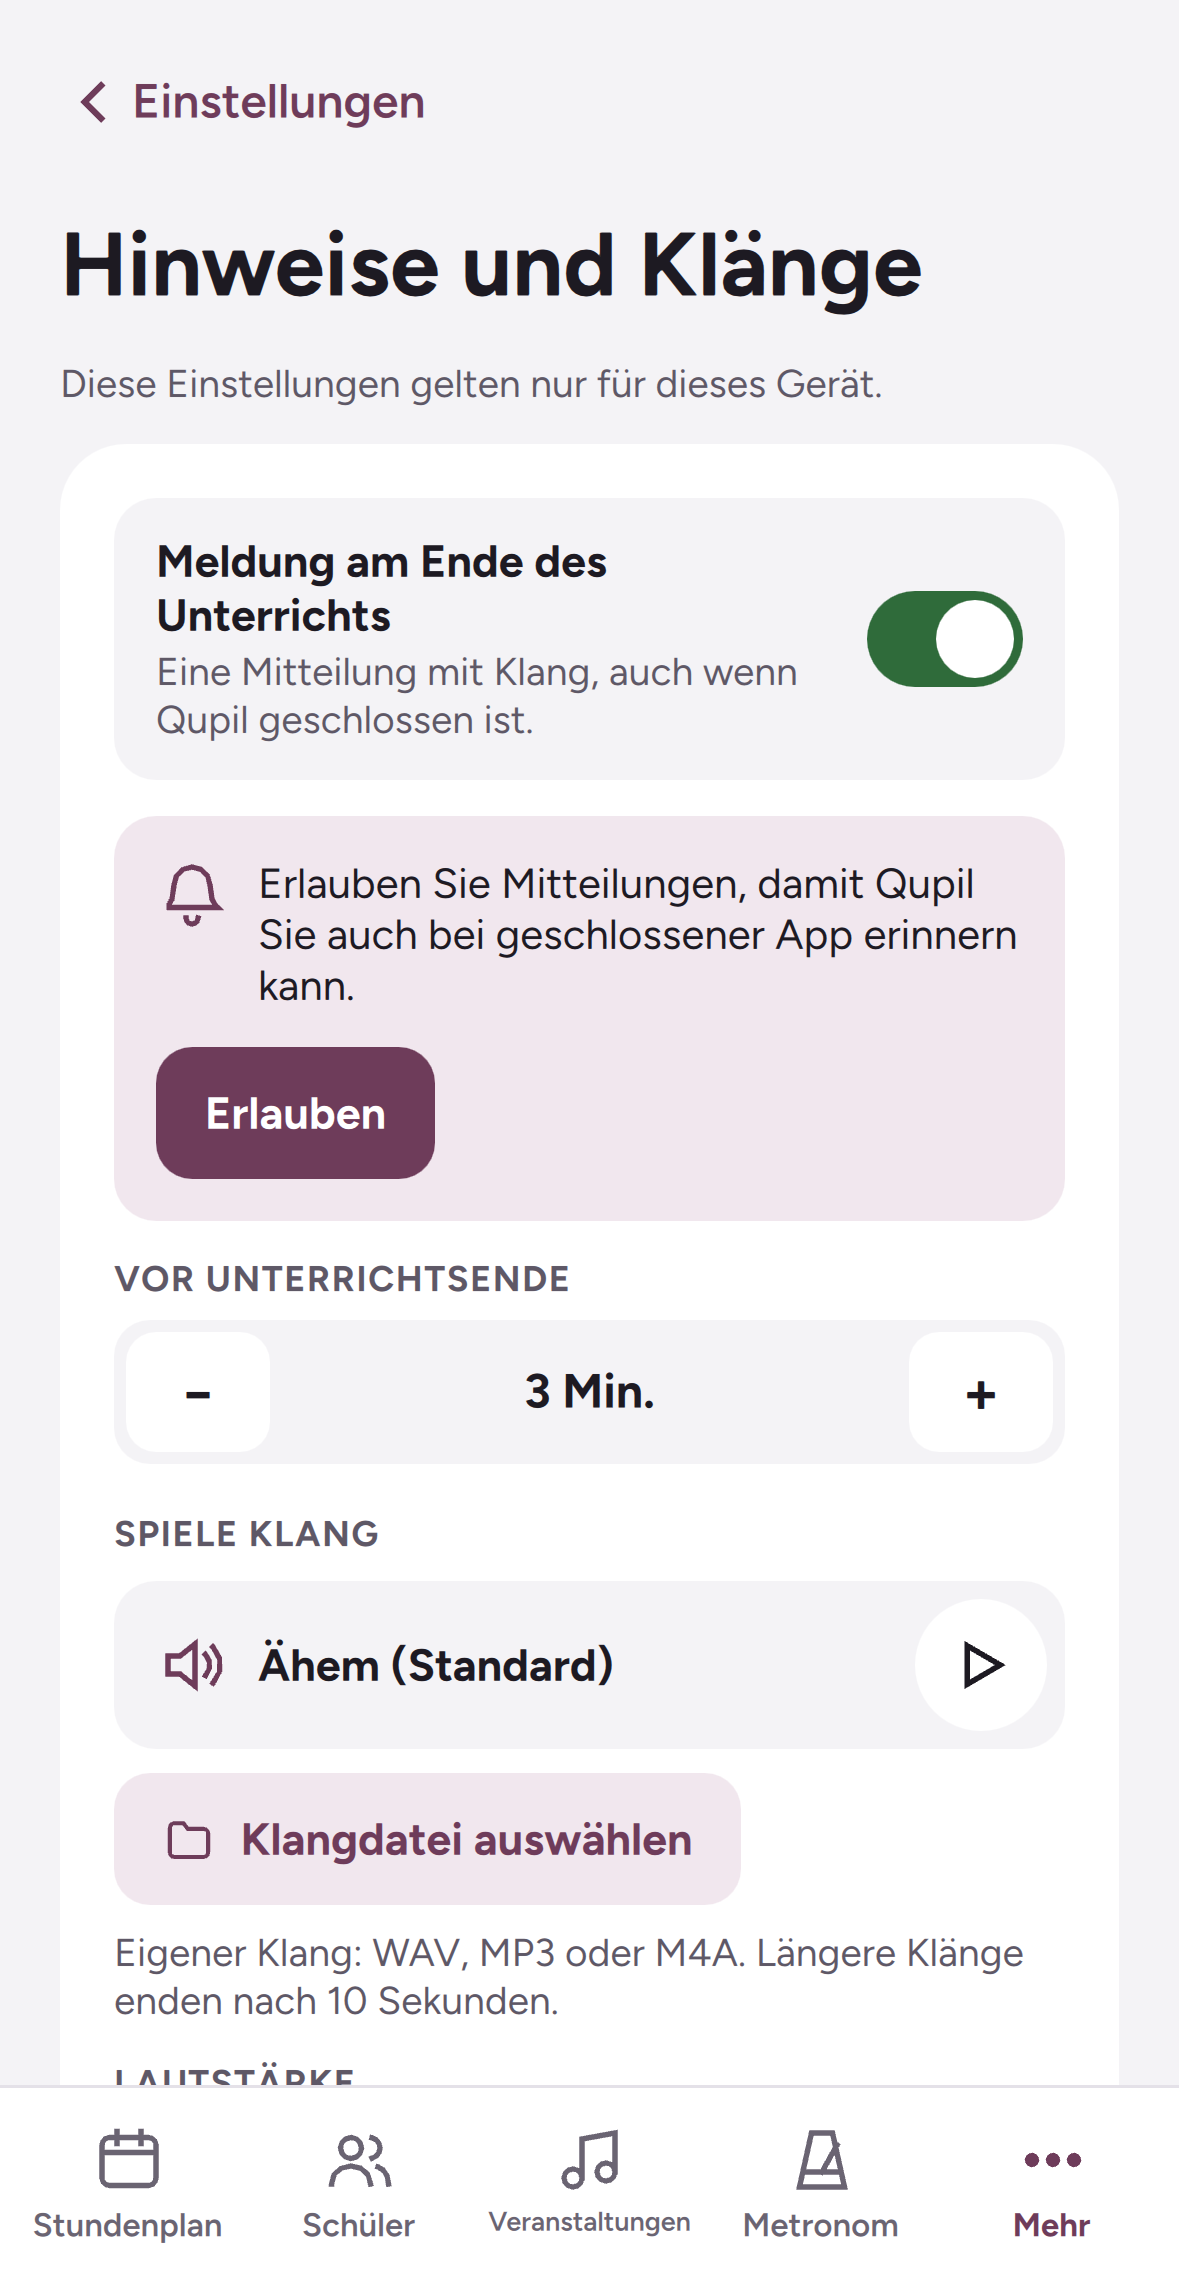 Einstellungen
Hinweise und Klänge
Diese Einstellungen gelten nur für dieses Gerät.
Meldung am Ende des
Unterrichts
Eine Mitteilung mit Klang, auch wenn
Qupil geschlossen ist.
Erlauben Sie Mitteilungen, damit Qupil
Sie auch bei geschlossener App erinnern
kann.
Erlauben
VOR UNTERRICHTSENDE
– 3 Min. +
SPIELE KLANG
Ähem (Standard)
Klangdatei auswählen
Eigener Klang: WAV, MP3 oder M4A. Längere Klänge
enden nach 10 Sekunden.
LAUTSTÄRKE
Stundenplan Schüler Veranstaltungen Metronom Mehr